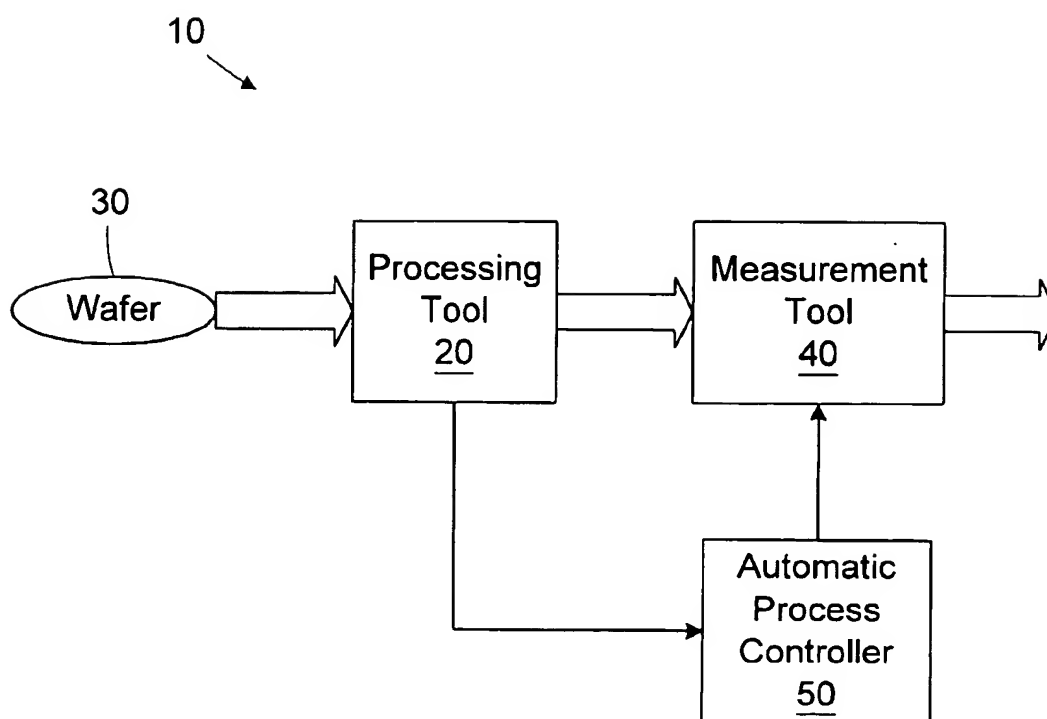 10
30
Wafer
Processing
Tool
20
Measurement
Tool
40
Automatic
Process
Controller
50